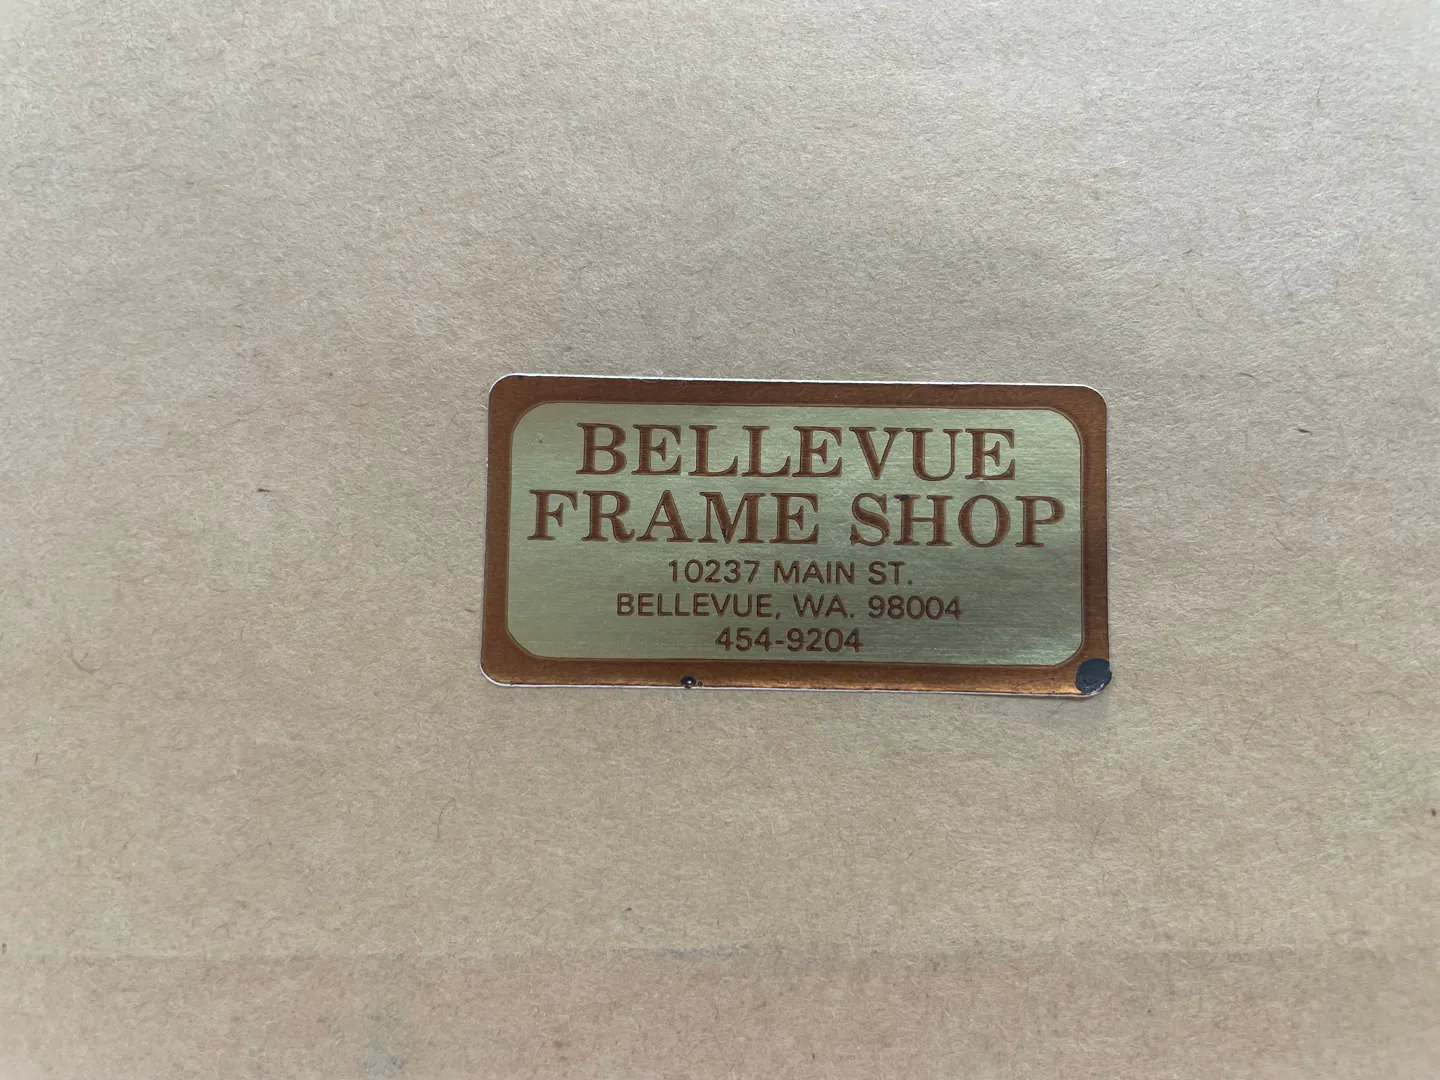 BELLEVUE
FRAME SHOP
10237 MAIN ST.
BELLEVUE, WA. 98004
454-9204